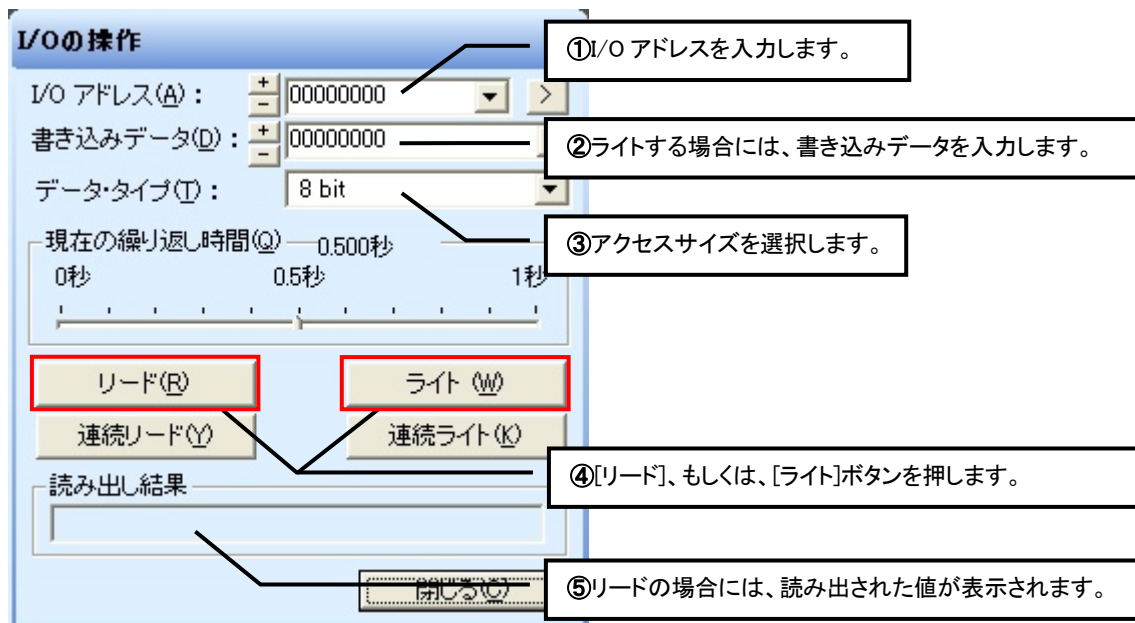 I/Oの操作
①I/O アドレスを入力します。
I/O アドレス(A)：
+
-
00000000
>
書き込みデータ(D)：
+
-
00000000
②ライトする場合には、書き込みデータを入力します。
データ・タイプ(T)：
8 bit
③アクセスサイズを選択します。
現在の繰り返し時間(Q)
0.500秒
0秒
0.5秒
1秒
リード(R)
ライト (W)
連続リード(Y)
連続ライト(K)
④[リード]、もしくは、[ライト]ボタンを押します。
読み出し結果
⑤リードの場合には、読み出された値が表示されます。
閉じる(C)